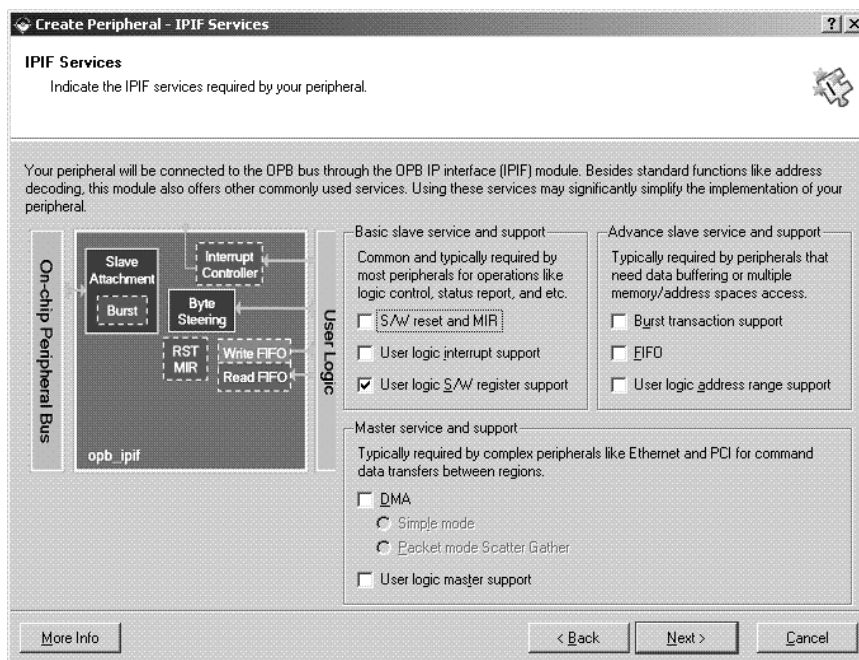 Create Peripheral - IPIF Services
IPIF Services
Indicate the IPIF services required by your peripheral.
Your peripheral will be connected to the OPB bus through the OPB IP interface (IPIF) module. Besides standard functions like address
decoding, this module also offers other commonly used services. Using these services may significantly simplify the implementation of your
peripheral.
On-chip Peripheral Bus
Slave
Attachment
Burst
Interrupt
Controller
Byte
Steering
RST
MIR
Write FIFO
Read FIFO
opb_ipif
User Logic
Basic slave service and support
Common and typically required by
most peripherals for operations like
logic control, status report, and etc.
S/W reset and MIR
User logic interrupt support
User logic S/W register support
Advance slave service and support
Typically required by peripherals that
need data buffering or multiple
memory/address spaces access.
Burst transaction support
FIFO
User logic address range support
Master service and support
Typically required by complex peripherals like Ethernet and PCI for command
data transfers between regions.
DMA
Simple mode
Packet mode Scatter Gather
User logic master support
More Info
< Back
Next >
Cancel